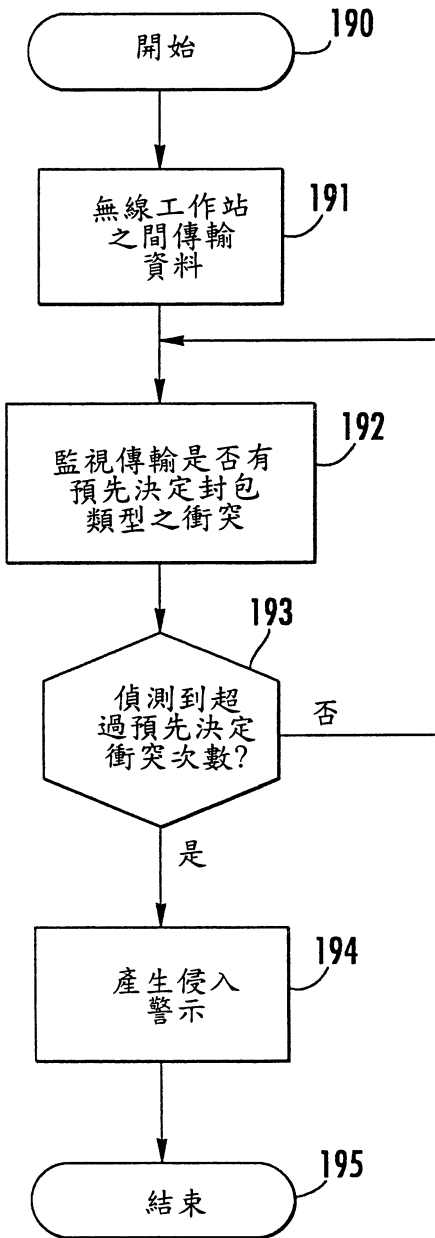 開始
190
無線工作站
之間傳輸
資料
191
監視傳輸是否有
預先決定封包
類型之衝突
192
193
偵測到超
過預先決定
衝突次數?
否
是
產生侵入
警示
194
結束
195